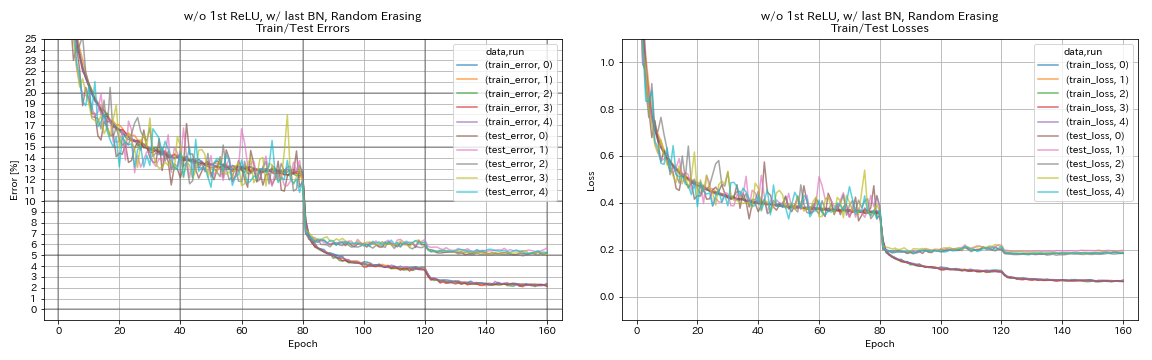 w/o 1st ReLU, w/ last BN, Random Erasing
Train/Test Errors
25
24
23
22
21
20
19
18
17
16
15
14
13
12
11
10
9
8
7
6
5
4
3
2
1
0
Error [%]
data,run
(train_error, 0)
(train_error, 1)
(train_error, 2)
(train_error, 3)
(train_error, 4)
(test_error, 0)
(test_error, 1)
(test_error, 2)
(test_error, 3)
(test_error, 4)
0 20 40 60 80 100 120 140 160
Epoch
w/o 1st ReLU, w/ last BN, Random Erasing
Train/Test Losses
1.0
0.8
0.6
0.4
0.2
0.0
Loss
data,run
(train_loss, 0)
(train_loss, 1)
(train_loss, 2)
(train_loss, 3)
(train_loss, 4)
(test_loss, 0)
(test_loss, 1)
(test_loss, 2)
(test_loss, 3)
(test_loss, 4)
0 20 40 60 80 100 120 140 160
Epoch